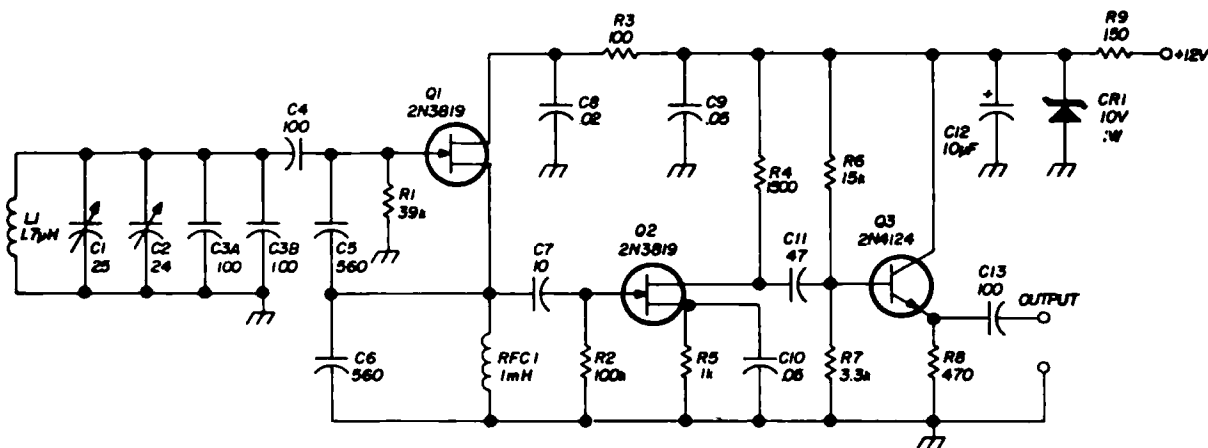 R3
100
R9
150
+12V
Q1
2N3819
C4
100
C8
.02
C9
.05
C12
10μF
+
CR1
10V
1W
L1
1.7μH
C1
25
C2
24
C3A
100
C3B
100
C5
560
R1
39k
R4
1500
R6
15k
Q2
2N3819
Q3
2N4124
C7
10
C11
47
C13
100
OUTPUT
C6
560
RFC1
1mH
R2
100k
R5
1k
C10
.05
R7
3.3k
R8
470